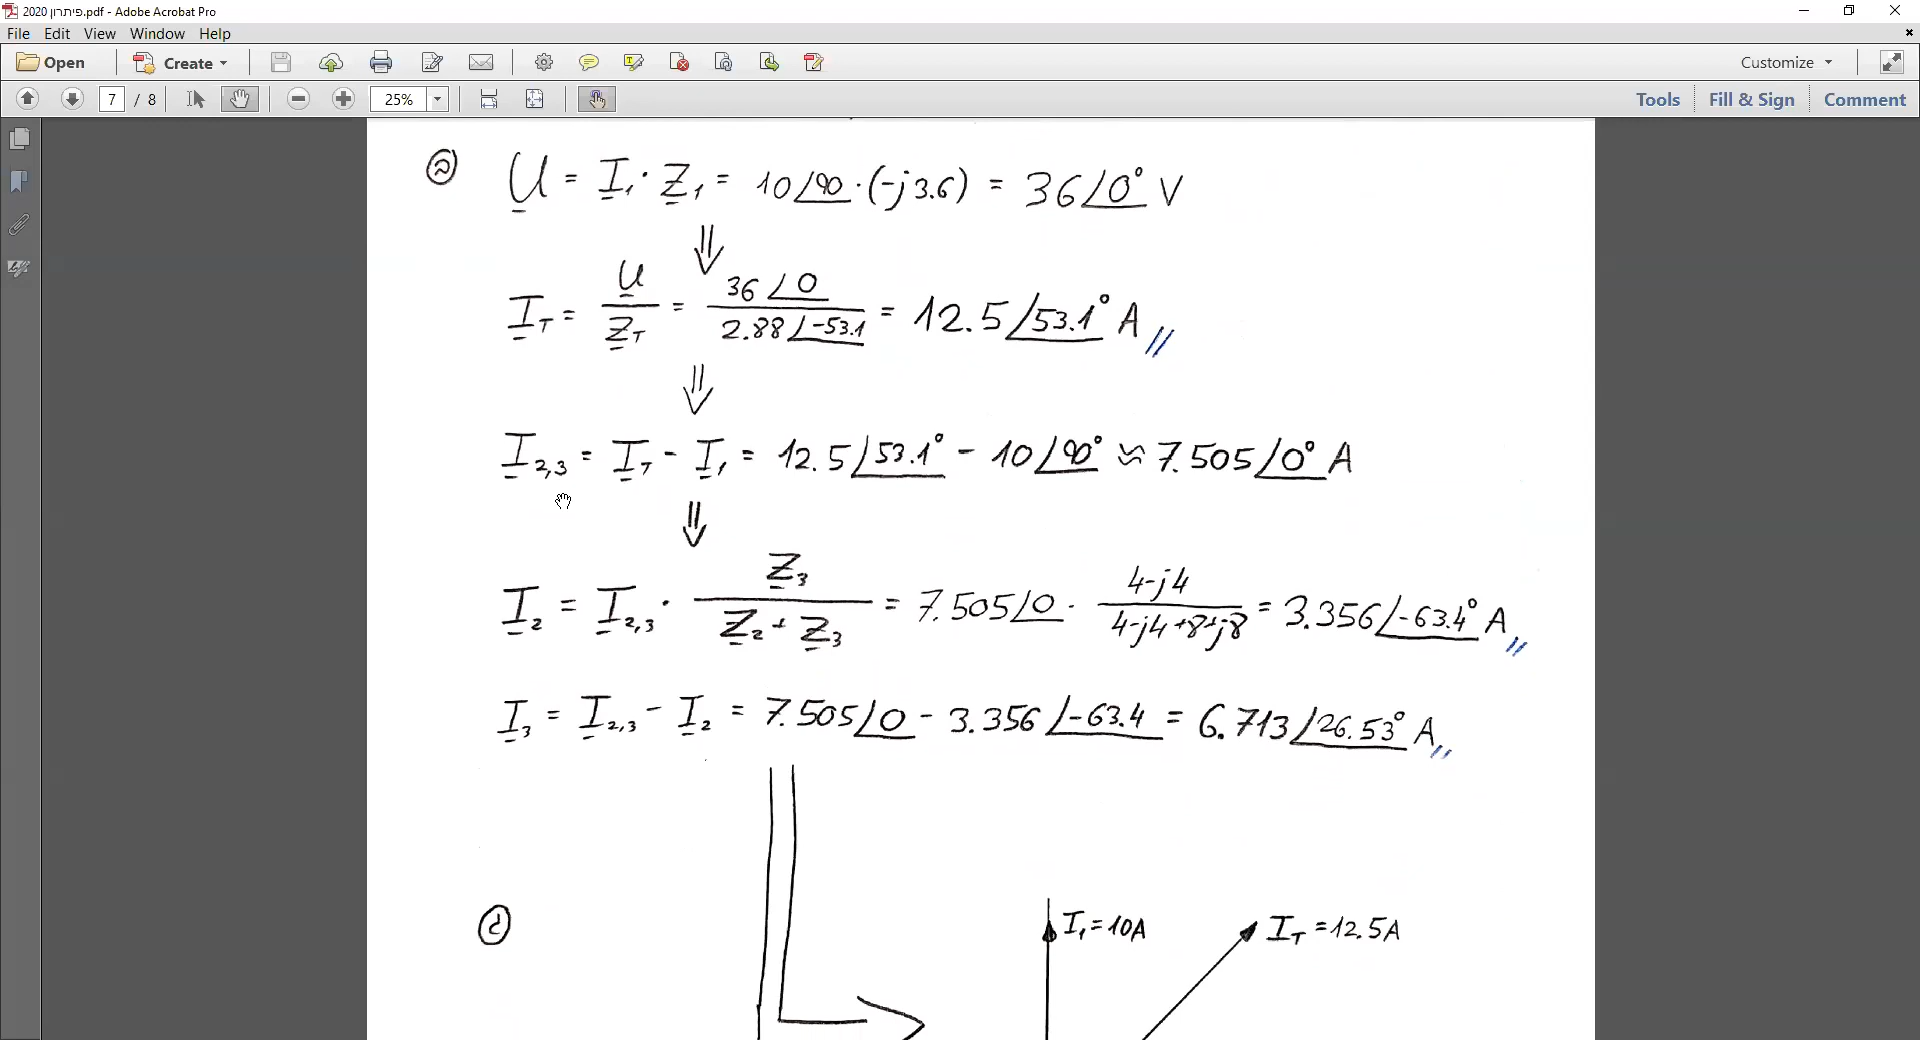 פיתרון 2020.pdf - Adobe Acrobat Pro
File Edit View Window Help
Open Create Customize
7 / 8 25% Tools Fill & Sign Comment
U = I₁ · Z₁ = 10∠90 · (-j3.6) = 36∠0° V
⇓
I_T = U/Z_T = 36∠0 / 2.88∠-53.1 = 12.5∠53.1° A //
⇓
I₂,₃ = I_T - I₁ = 12.5∠53.1° - 10∠90° ≈ 7.505∠0° A
⇓
I₂ = I₂,₃ · Z₃ / (Z₂ + Z₃) = 7.505∠0 · (4-j4) / (4-j4+8+j8) = 3.356∠-63.4° A //
I₃ = I₂,₃ - I₂ = 7.505∠0 - 3.356∠-63.4 = 6.713∠26.53° A //
I₁ = 10A I_T = 12.5A